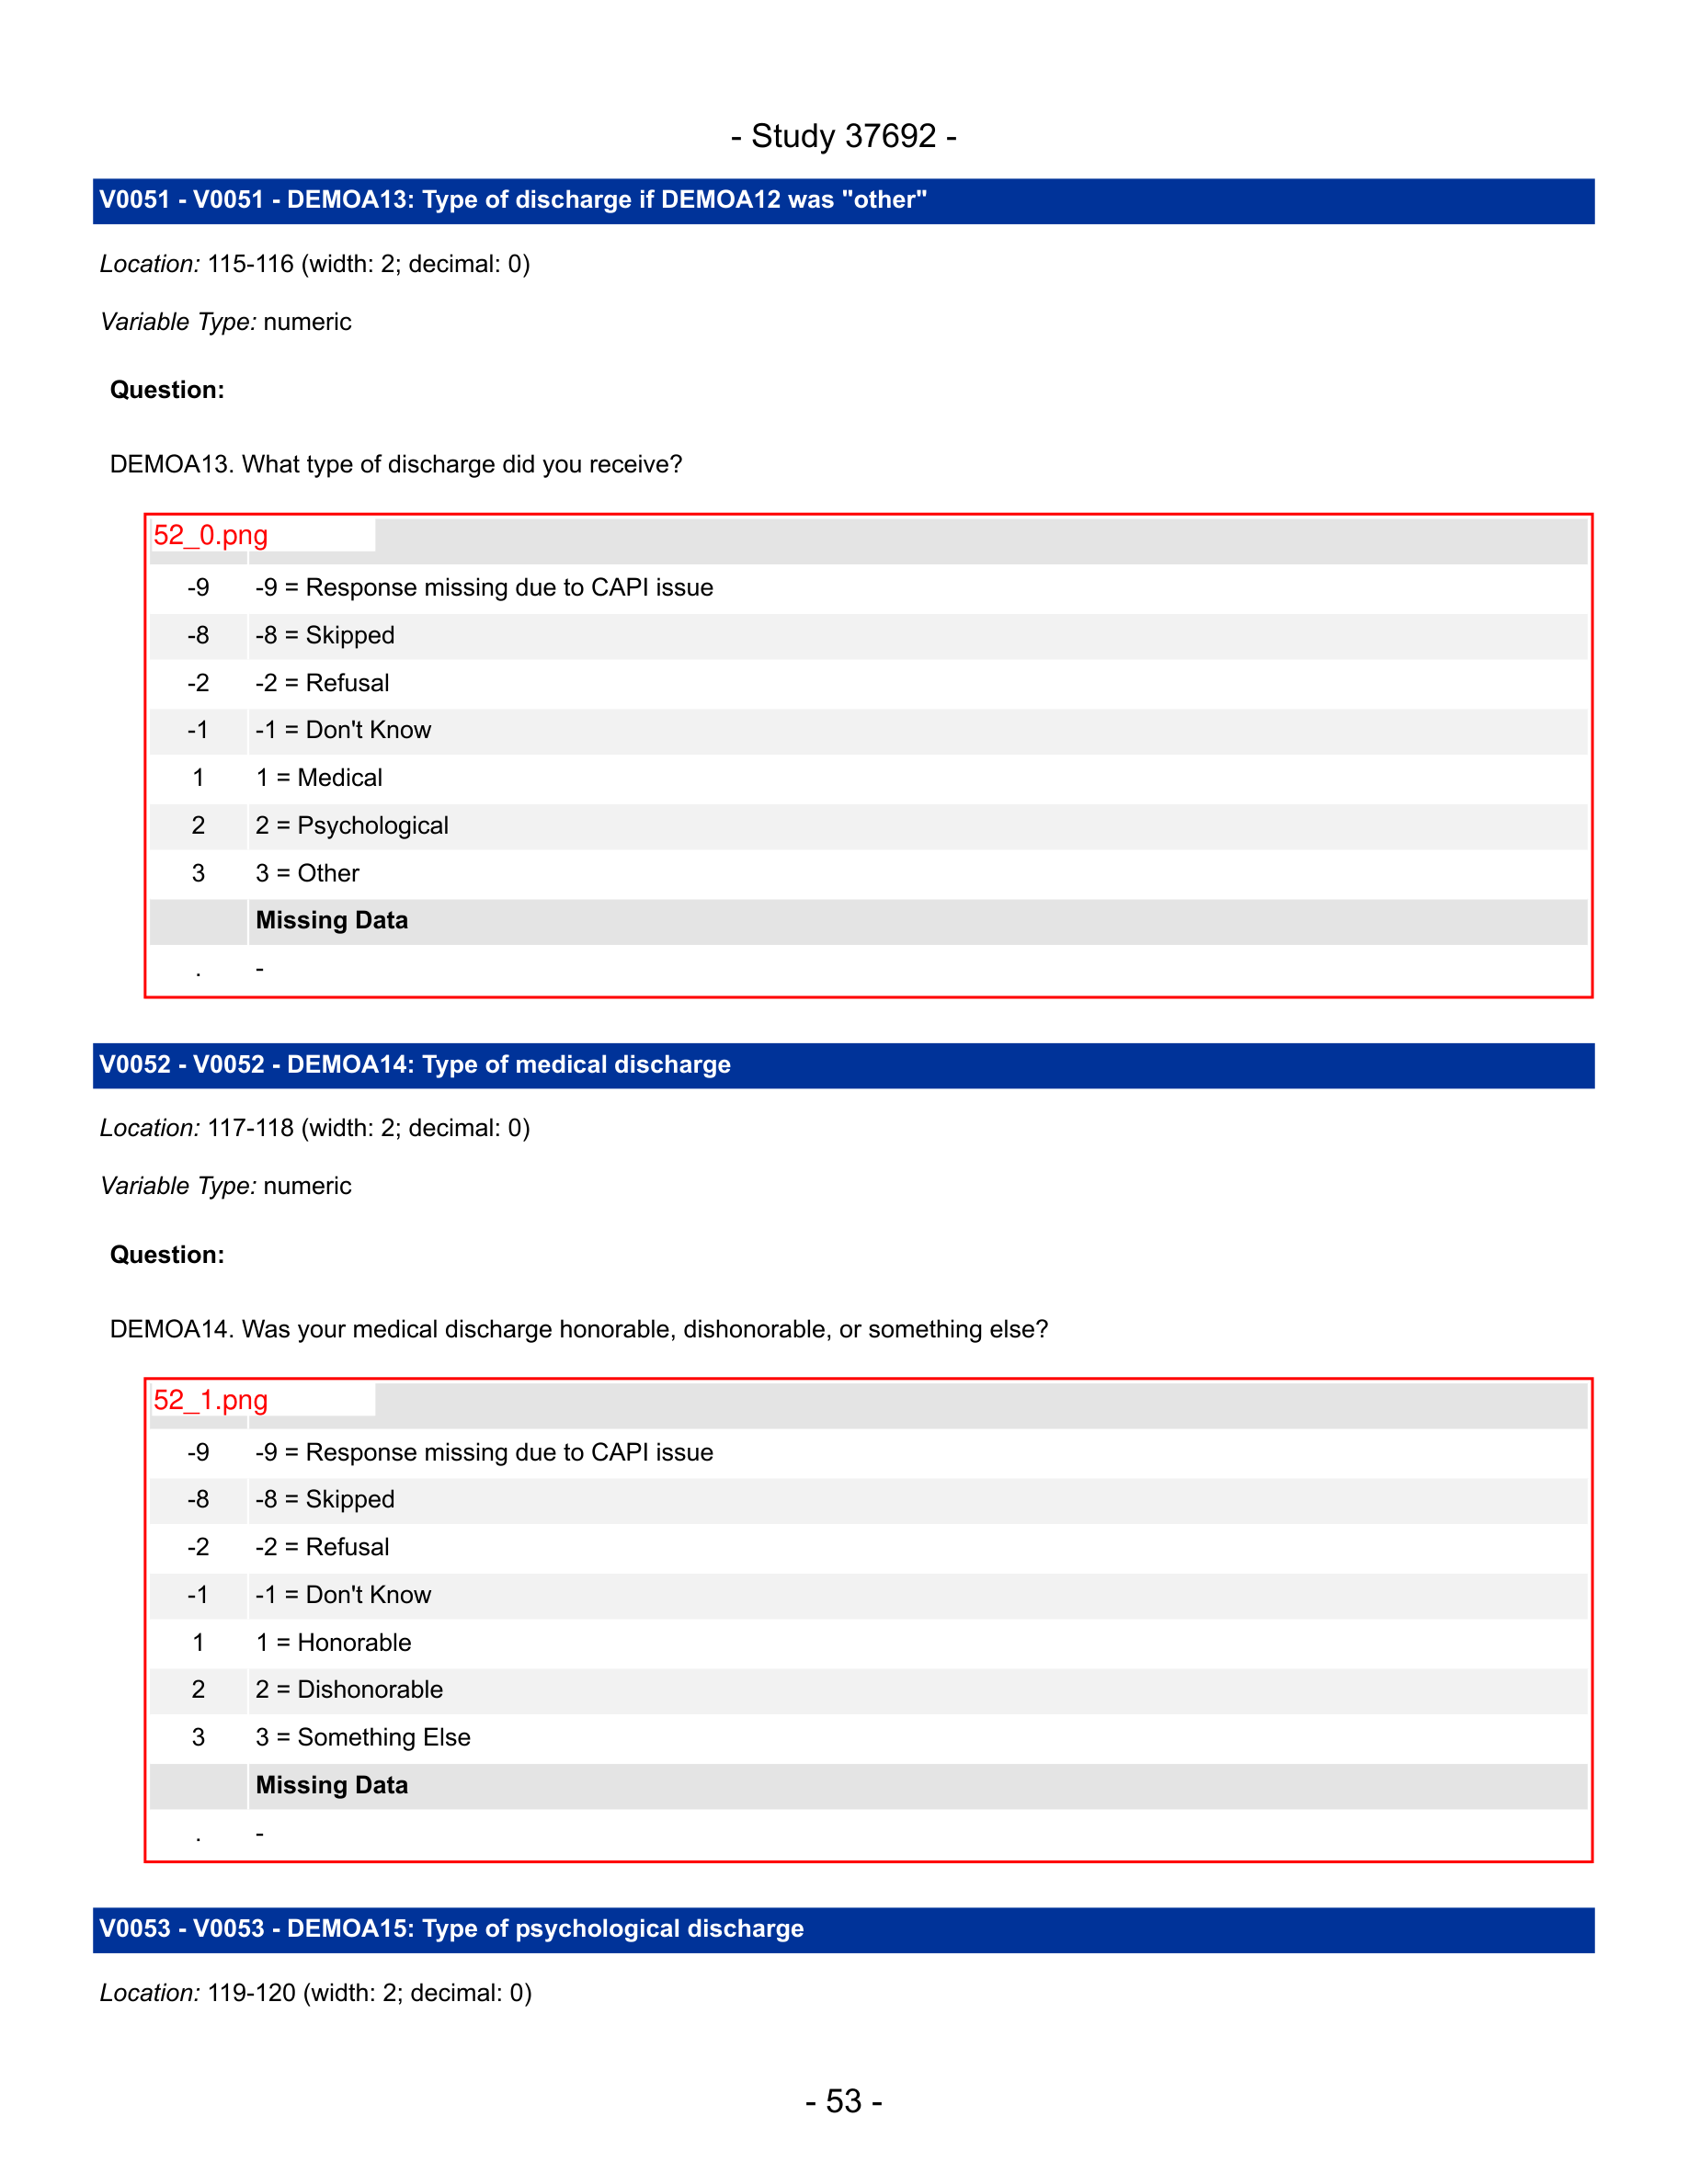 - Study 37692 -
V0051 - V0051 - DEMOA13: Type of discharge if DEMOA12 was "other"
Location: 115-116 (width: 2; decimal: 0)
Variable Type: numeric
Question:
DEMOA13. What type of discharge did you receive?
52_0.png
-9 -9 = Response missing due to CAPI issue
-8 -8 = Skipped
-2 -2 = Refusal
-1 -1 = Don't Know
1 1 = Medical
2 2 = Psychological
3 3 = Other
Missing Data
. -
V0052 - V0052 - DEMOA14: Type of medical discharge
Location: 117-118 (width: 2; decimal: 0)
Variable Type: numeric
Question:
DEMOA14. Was your medical discharge honorable, dishonorable, or something else?
52_1.png
-9 -9 = Response missing due to CAPI issue
-8 -8 = Skipped
-2 -2 = Refusal
-1 -1 = Don't Know
1 1 = Honorable
2 2 = Dishonorable
3 3 = Something Else
Missing Data
. -
V0053 - V0053 - DEMOA15: Type of psychological discharge
Location: 119-120 (width: 2; decimal: 0)
- 53 -